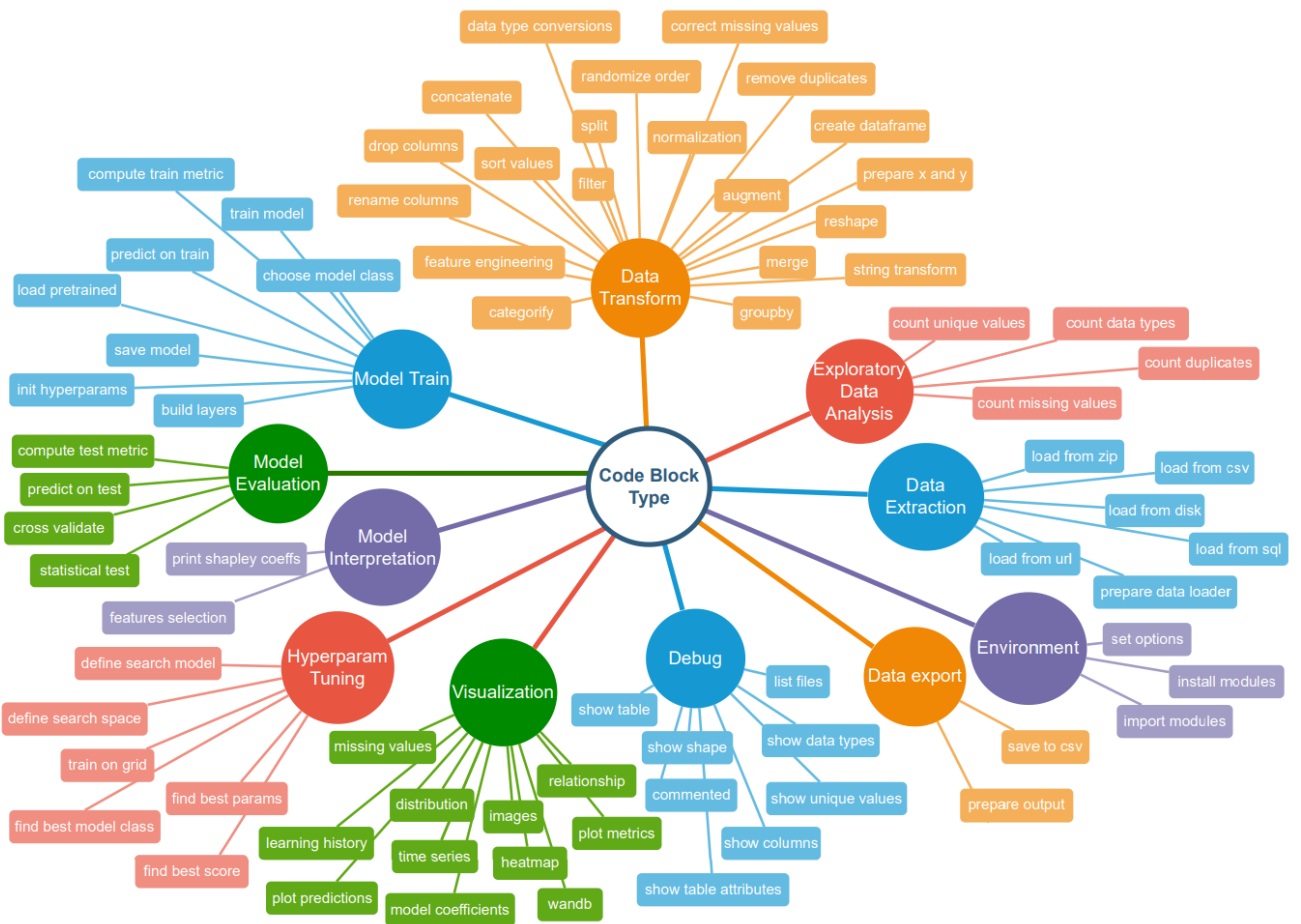 data type conversions
correct missing values
randomize order
remove duplicates
concatenate
split
normalization
create dataframe
drop columns
sort values
filter
augment
prepare x and y
rename columns
reshape
feature engineering
merge
string transform
categorify
groupby
Data
Transform
compute train metric
train model
predict on train
choose model class
load pretrained
save model
init hyperparams
build layers
Model Train
count unique values
count data types
count duplicates
count missing values
Exploratory
Data
Analysis
Code Block
Type
compute test metric
predict on test
cross validate
statistical test
Model
Evaluation
load from zip
load from csv
load from disk
load from sql
load from url
prepare data loader
Data
Extraction
print shapley coeffs
features selection
Model
Interpretation
define search model
define search space
train on grid
find best params
find best model class
find best score
Hyperparam
Tuning
Visualization
missing values
relationship
distribution
images
plot metrics
learning history
time series
heatmap
plot predictions
model coefficients
wandb
Debug
list files
show table
show shape
show data types
commented
show unique values
show columns
show table attributes
Data export
save to csv
prepare output
Environment
set options
install modules
import modules